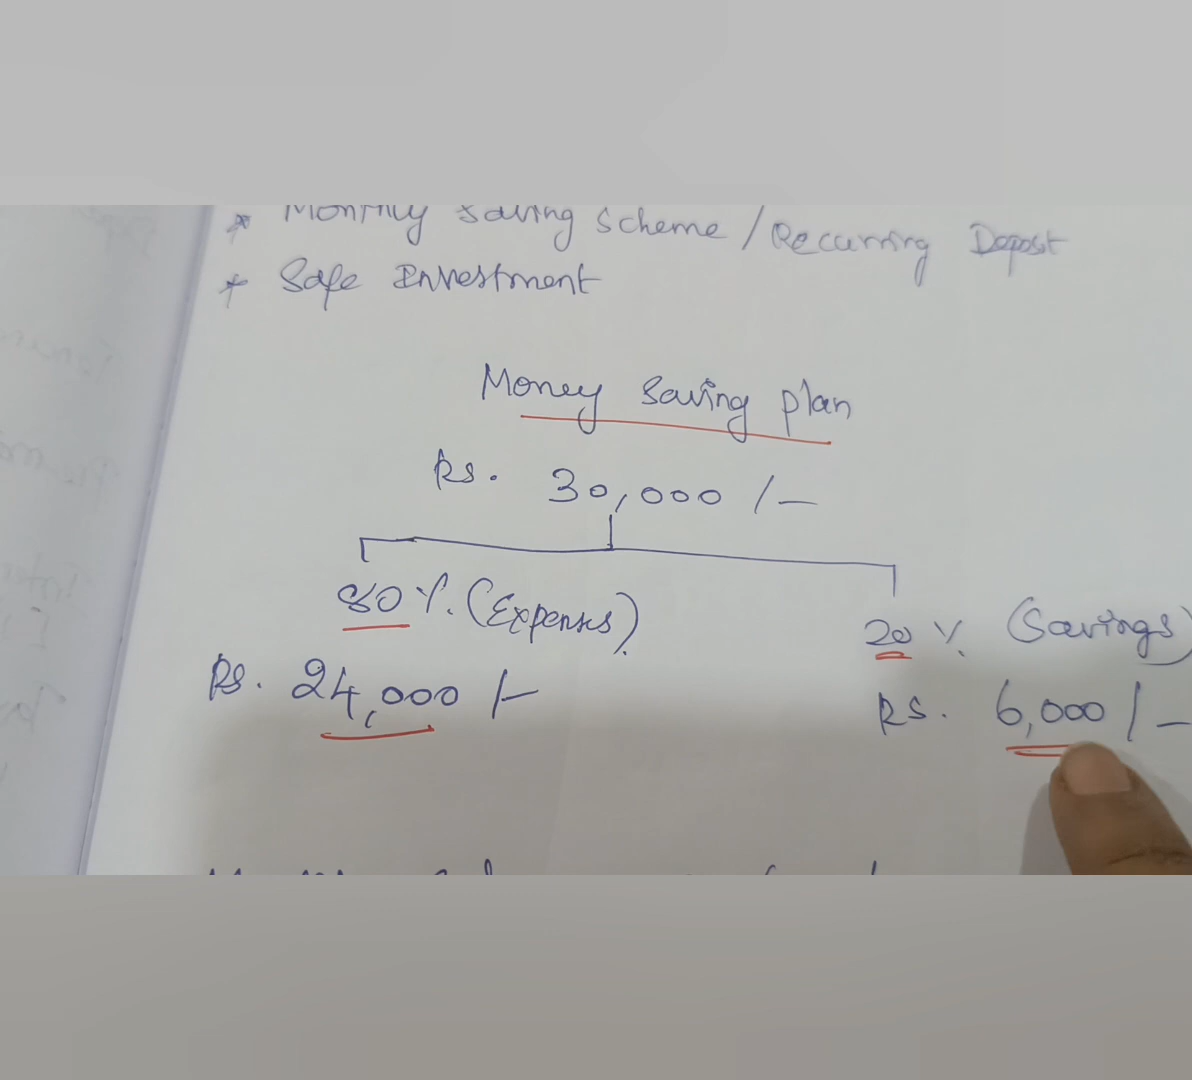 * Monthly Saving Scheme / Recurring Deposit
* Safe Investment
Money Saving plan
Rs. 30,000 /-
80 %. (Expenses)
20 % (Savings)
Rs. 24,000 /-
Rs. 6,000 /-